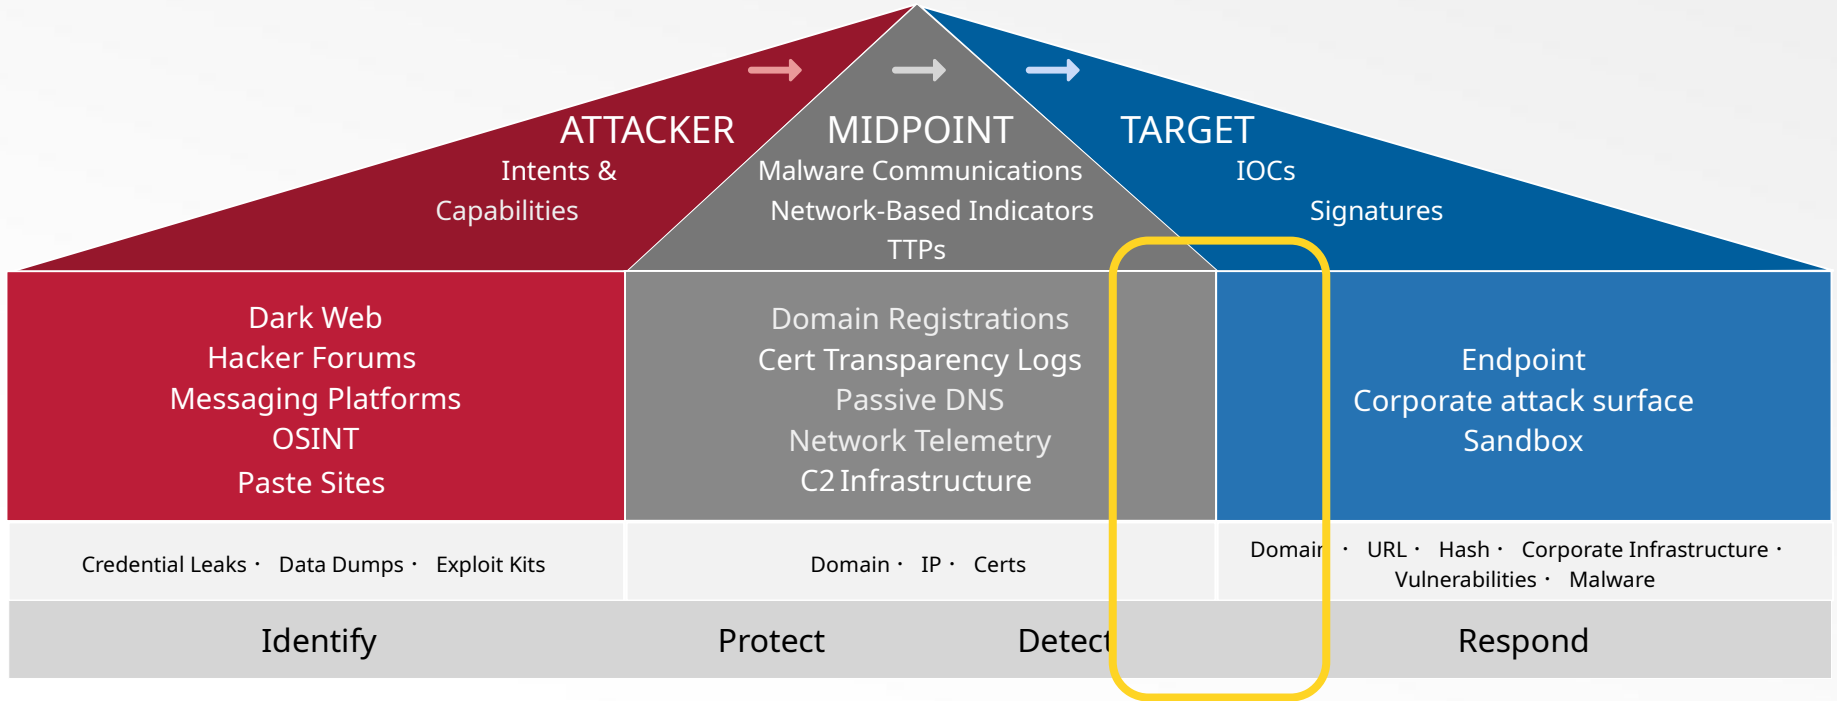 ATTACKER
Intents &
Capabilities
MIDPOINT
Malware Communications
Network-Based Indicators
TTPs
TARGET
IOCs
Signatures
Dark Web
Hacker Forums
Messaging Platforms
OSINT
Paste Sites
Domain Registrations
Cert Transparency Logs
Passive DNS
Network Telemetry
C2 Infrastructure
Endpoint
Corporate attack surface
Sandbox
Credential Leaks · Data Dumps · Exploit Kits
Domain · IP · Certs
Domain · URL · Hash · Corporate Infrastructure ·
Vulnerabilities · Malware
Identify
Protect
Detect
Respond